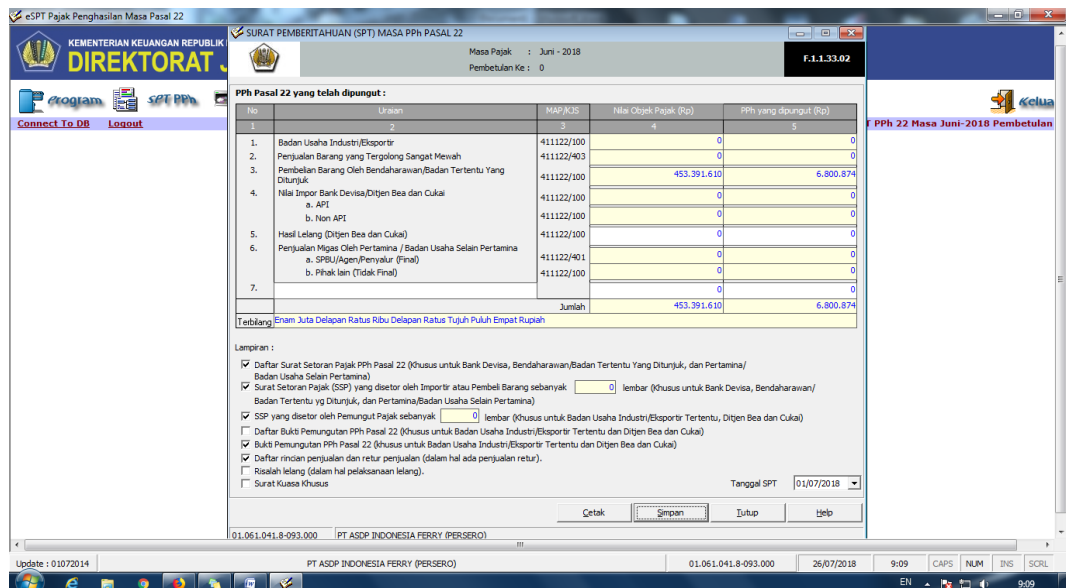 eSPT Pajak Penghasilan Masa Pasal 22
KEMENTERIAN KEUANGAN REPUBLIK
DIREKTORAT
Program
SPT PPh
Connect To DB Logout
T PPh 22 Masa Juni-2018 Pembetulan
SURAT PEMBERITAHUAN (SPT) MASA PPh PASAL 22
Masa Pajak : Juni - 2018
Pembetulan Ke : 0
F.1.1.33.02
PPh Pasal 22 yang telah dipungut :
No Uraian MAP/KJS Nilai Objek Pajak (Rp) PPh yang dipungut (Rp)
1 2 3 4 5
1. Badan Usaha Industri/Eksportir 411122/100 0 0
2. Penjualan Barang yang Tergolong Sangat Mewah 411122/403 0 0
3. Pembelian Barang Oleh Bendaharawan/Badan Tertentu Yang Ditunjuk 411122/100 453.391.610 6.800.874
4. Nilai Impor Bank Devisa/Ditjen Bea dan Cukai
a. API 411122/100 0 0
b. Non API 411122/100 0 0
5. Hasil Lelang (Ditjen Bea dan Cukai) 411122/100 0 0
6. Penjualan Migas Oleh Pertamina / Badan Usaha Selain Pertamina
a. SPBU/Agen/Penyalur (Final) 411122/401 0 0
b. Pihak lain (Tidak Final) 411122/100 0 0
7. 0 0
Jumlah 453.391.610 6.800.874
Terbilang Enam Juta Delapan Ratus Ribu Delapan Ratus Tujuh Puluh Empat Rupiah
Lampiran :
Daftar Surat Setoran Pajak PPh Pasal 22 (Khusus untuk Bank Devisa, Bendaharawan/Badan Tertentu Yang Ditunjuk, dan Pertamina/
Badan Usaha Selain Pertamina)
Surat Setoran Pajak (SSP) yang disetor oleh Importir atau Pembeli Barang sebanyak 0 lembar (Khusus untuk Bank Devisa, Bendaharawan/
Badan Tertentu yg Ditunjuk, dan Pertamina/Badan Usaha Selain Pertamina)
SSP yang disetor oleh Pemungut Pajak sebanyak 0 lembar (Khusus untuk Badan Usaha Industri/Eksportir Tertentu, Ditjen Bea dan Cukai)
Daftar Bukti Pemungutan PPh Pasal 22 (Khusus untuk Badan Usaha Industri/Eksportir Tertentu dan Ditjen Bea dan Cukai)
Bukti Pemungutan PPh Pasal 22 (khusus untuk Badan Usaha Industri/Eksportir Tertentu dan Ditjen Bea dan Cukai)
Daftar rincian penjualan dan retur penjualan (dalam hal ada penjualan retur).
Risalah lelang (dalam hal pelaksanaan lelang).
Surat Kuasa Khusus
Tanggal SPT 01/07/2018
Cetak Simpan Tutup Help
01.061.041.8-093.000 PT ASDP INDONESIA FERRY (PERSERO)
Kelua
Update : 01072014 PT ASDP INDONESIA FERRY (PERSERO) 01.061.041.8-093.000 26/07/2018 9:09 CAPS NUM INS SCRL
EN 9:09